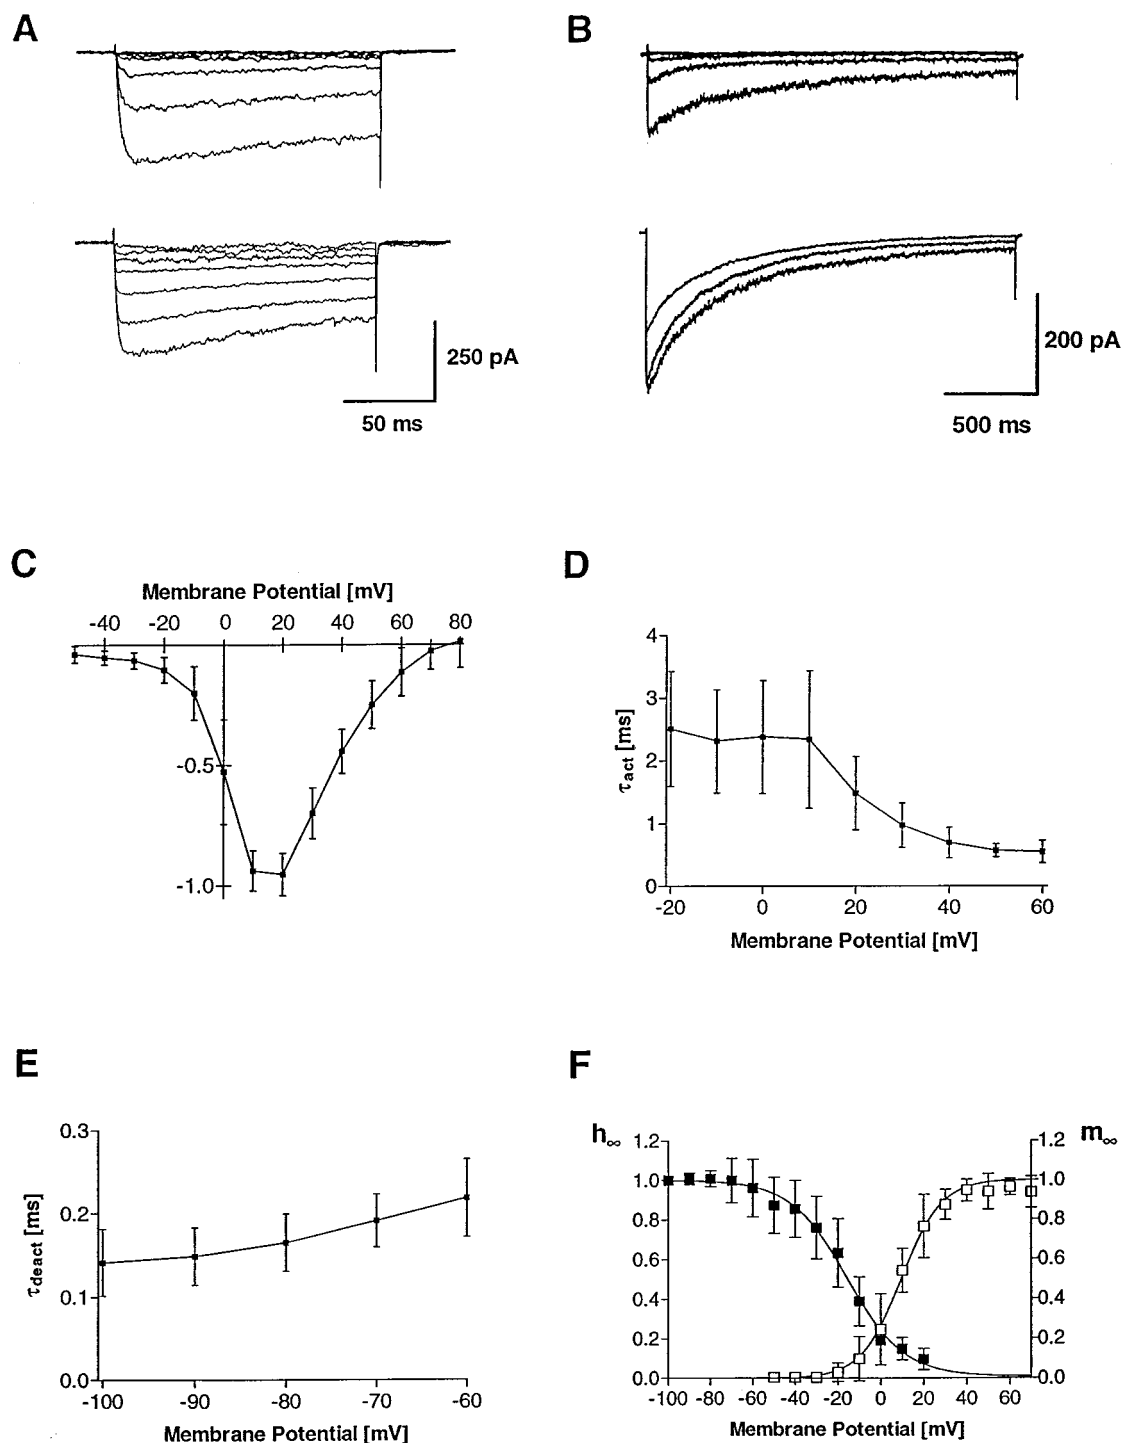 A
B
250 pA
50 ms
200 pA
500 ms
C
Membrane Potential [mV]
-40 -20 0 20 40 60 80
-0.5
-1.0
D
4
3
2
1
0
τact [ms]
-20 0 20 40 60
Membrane Potential [mV]
E
0.3
0.2
0.1
0.0
τdeact [ms]
-100 -90 -80 -70 -60
Membrane Potential [mV]
F
h∞
m∞
1.2 1.2
1.0 1.0
0.8 0.8
0.6 0.6
0.4 0.4
0.2 0.2
0.0 0.0
-100 -80 -60 -40 -20 0 20 40 60
Membrane Potential [mV]